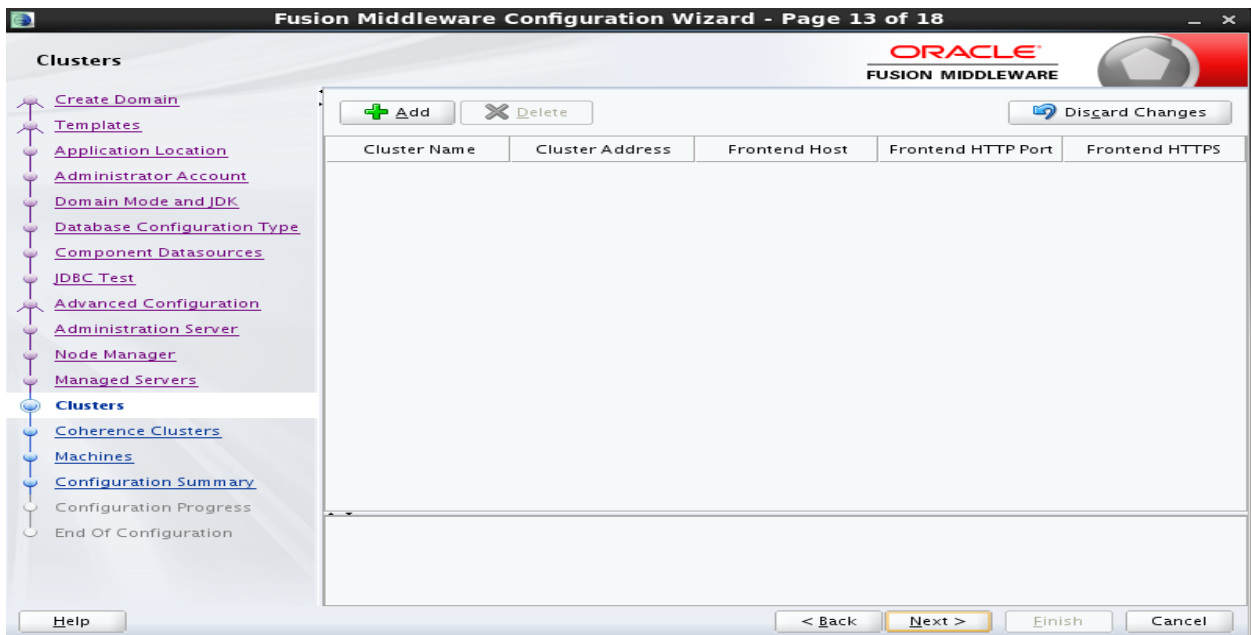 Fusion Middleware Configuration Wizard - Page 13 of 18
Clusters
ORACLE
FUSION MIDDLEWARE
Create Domain
Templates
Application Location
Administrator Account
Domain Mode and JDK
Database Configuration Type
Component Datasources
JDBC Test
Advanced Configuration
Administration Server
Node Manager
Managed Servers
Clusters
Coherence Clusters
Machines
Configuration Summary
Configuration Progress
End Of Configuration
Add Delete Discard Changes
Cluster Name Cluster Address Frontend Host Frontend HTTP Port Frontend HTTPS
Help < Back Next > Finish Cancel